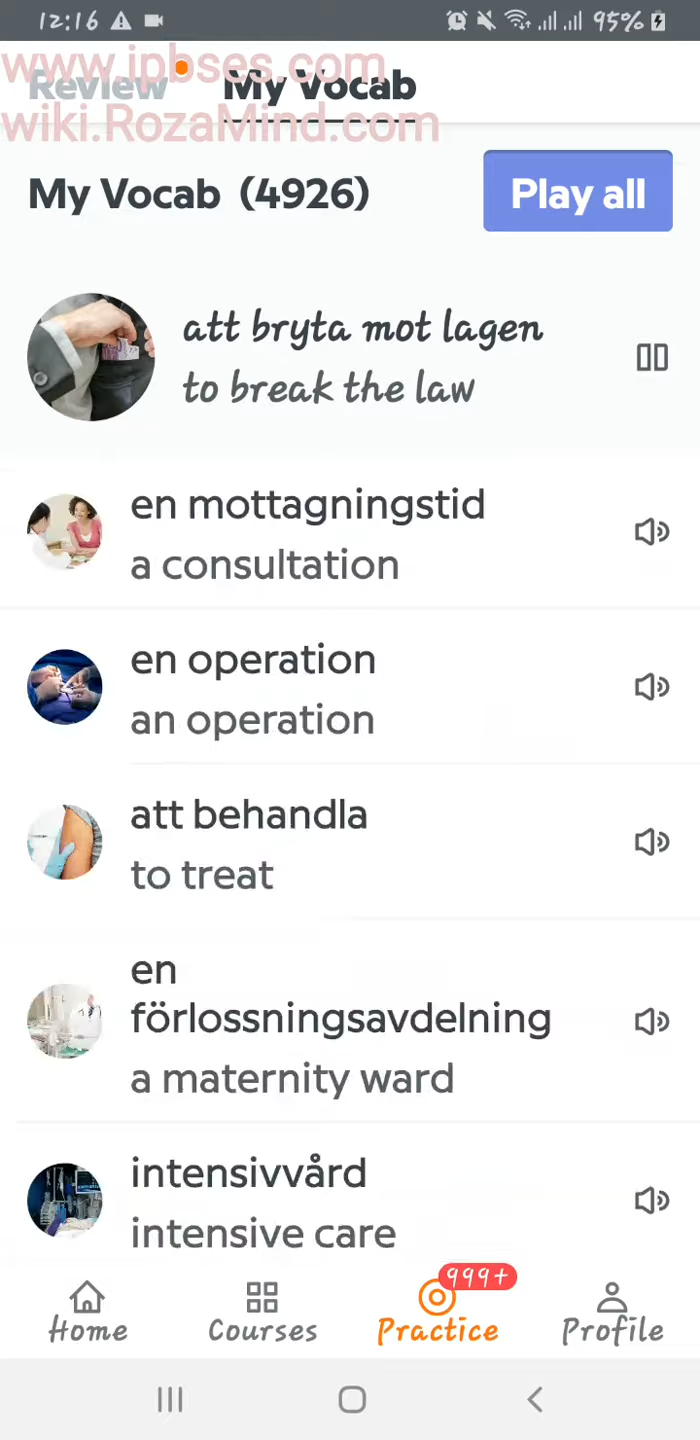 12:16 95%
www.ipbses.com
Review My Vocab
wiki.RozaMind.com
My Vocab (4926) Play all
att bryta mot lagen
to break the law
en mottagningstid
a consultation
en operation
an operation
att behandla
to treat
en
förlossningsavdelning
a maternity ward
intensivvård
intensive care
999+
Home Courses Practice Profile